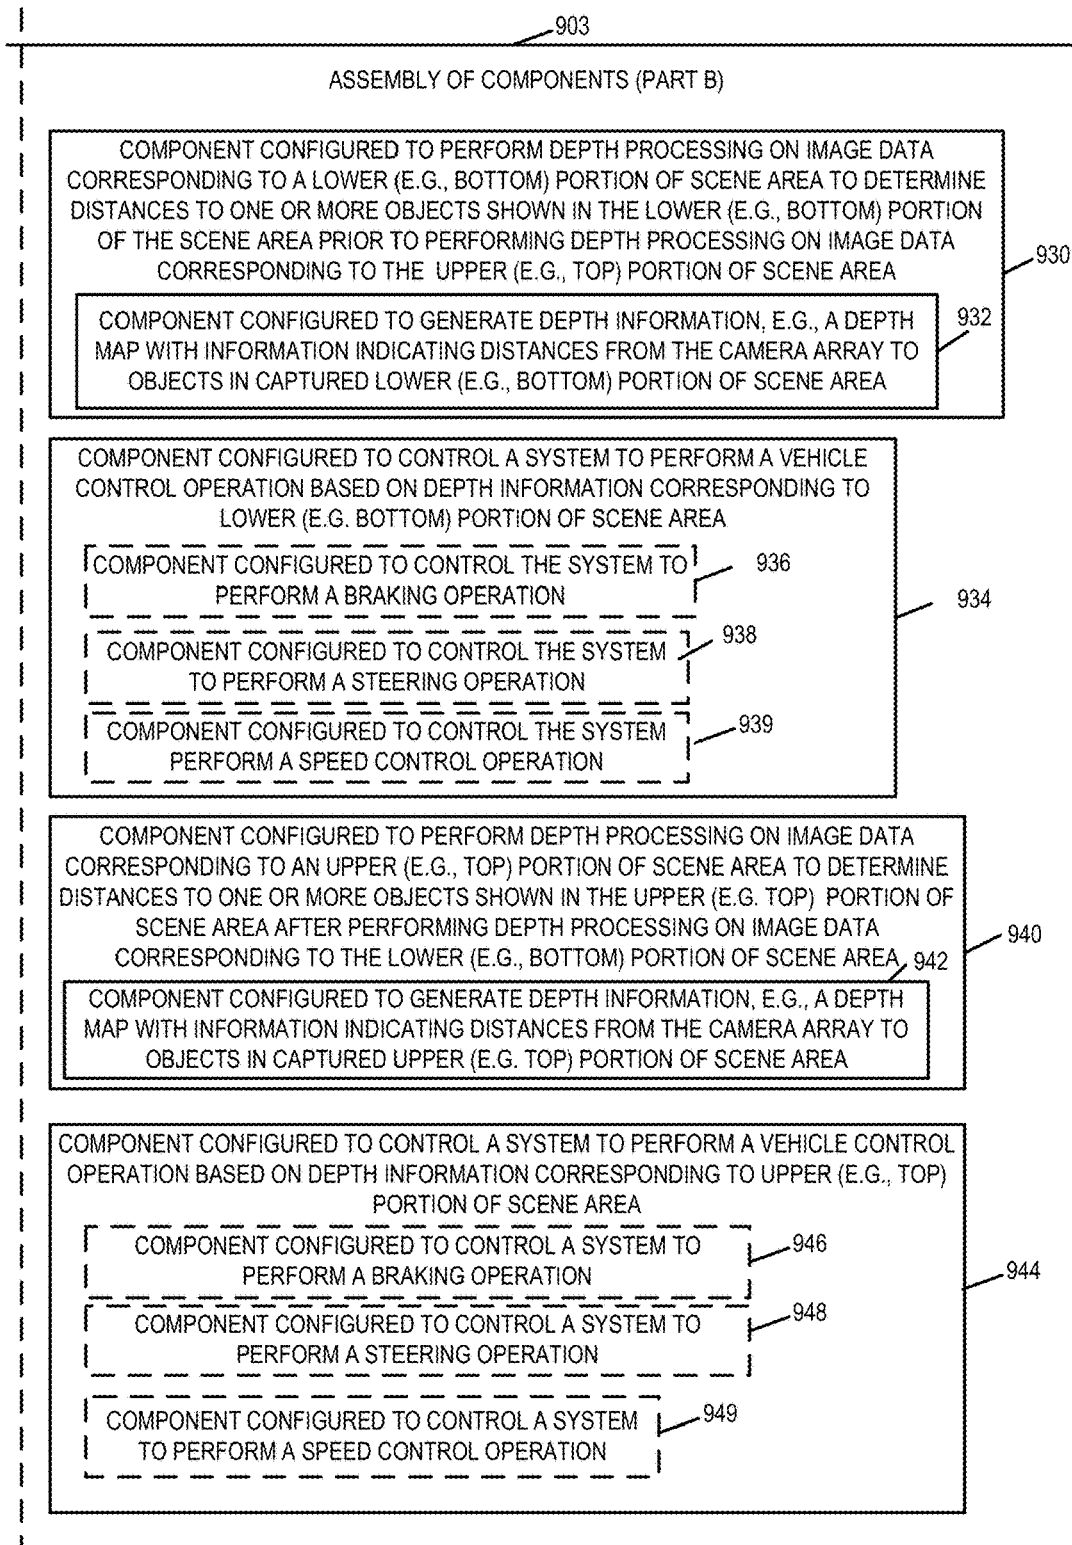 903
ASSEMBLY OF COMPONENTS (PART B)
COMPONENT CONFIGURED TO PERFORM DEPTH PROCESSING ON IMAGE DATA
CORRESPONDING TO A LOWER (E.G., BOTTOM) PORTION OF SCENE AREA TO DETERMINE
DISTANCES TO ONE OR MORE OBJECTS SHOWN IN THE LOWER (E.G., BOTTOM) PORTION
OF THE SCENE AREA PRIOR TO PERFORMING DEPTH PROCESSING ON IMAGE DATA
CORRESPONDING TO THE UPPER (E.G., TOP) PORTION OF SCENE AREA
930
COMPONENT CONFIGURED TO GENERATE DEPTH INFORMATION, E.G., A DEPTH
MAP WITH INFORMATION INDICATING DISTANCES FROM THE CAMERA ARRAY TO
OBJECTS IN CAPTURED LOWER (E.G., BOTTOM) PORTION OF SCENE AREA
932
COMPONENT CONFIGURED TO CONTROL A SYSTEM TO PERFORM A VEHICLE
CONTROL OPERATION BASED ON DEPTH INFORMATION CORRESPONDING TO
LOWER (E.G. BOTTOM) PORTION OF SCENE AREA
COMPONENT CONFIGURED TO CONTROL THE SYSTEM TO
PERFORM A BRAKING OPERATION
936
934
COMPONENT CONFIGURED TO CONTROL THE SYSTEM
TO PERFORM A STEERING OPERATION
938
COMPONENT CONFIGURED TO CONTROL THE SYSTEM
PERFORM A SPEED CONTROL OPERATION
939
COMPONENT CONFIGURED TO PERFORM DEPTH PROCESSING ON IMAGE DATA
CORRESPONDING TO AN UPPER (E.G., TOP) PORTION OF SCENE AREA TO DETERMINE
DISTANCES TO ONE OR MORE OBJECTS SHOWN IN THE UPPER (E.G. TOP) PORTION OF
SCENE AREA AFTER PERFORMING DEPTH PROCESSING ON IMAGE DATA
CORRESPONDING TO THE LOWER (E.G., BOTTOM) PORTION OF SCENE AREA
940
942
COMPONENT CONFIGURED TO GENERATE DEPTH INFORMATION, E.G., A DEPTH
MAP WITH INFORMATION INDICATING DISTANCES FROM THE CAMERA ARRAY TO
OBJECTS IN CAPTURED UPPER (E.G. TOP) PORTION OF SCENE AREA
COMPONENT CONFIGURED TO CONTROL A SYSTEM TO PERFORM A VEHICLE CONTROL
OPERATION BASED ON DEPTH INFORMATION CORRESPONDING TO UPPER (E.G., TOP)
PORTION OF SCENE AREA
COMPONENT CONFIGURED TO CONTROL A SYSTEM TO
PERFORM A BRAKING OPERATION
946
944
COMPONENT CONFIGURED TO CONTROL A SYSTEM TO
PERFORM A STEERING OPERATION
948
COMPONENT CONFIGURED TO CONTROL A SYSTEM
TO PERFORM A SPEED CONTROL OPERATION
949